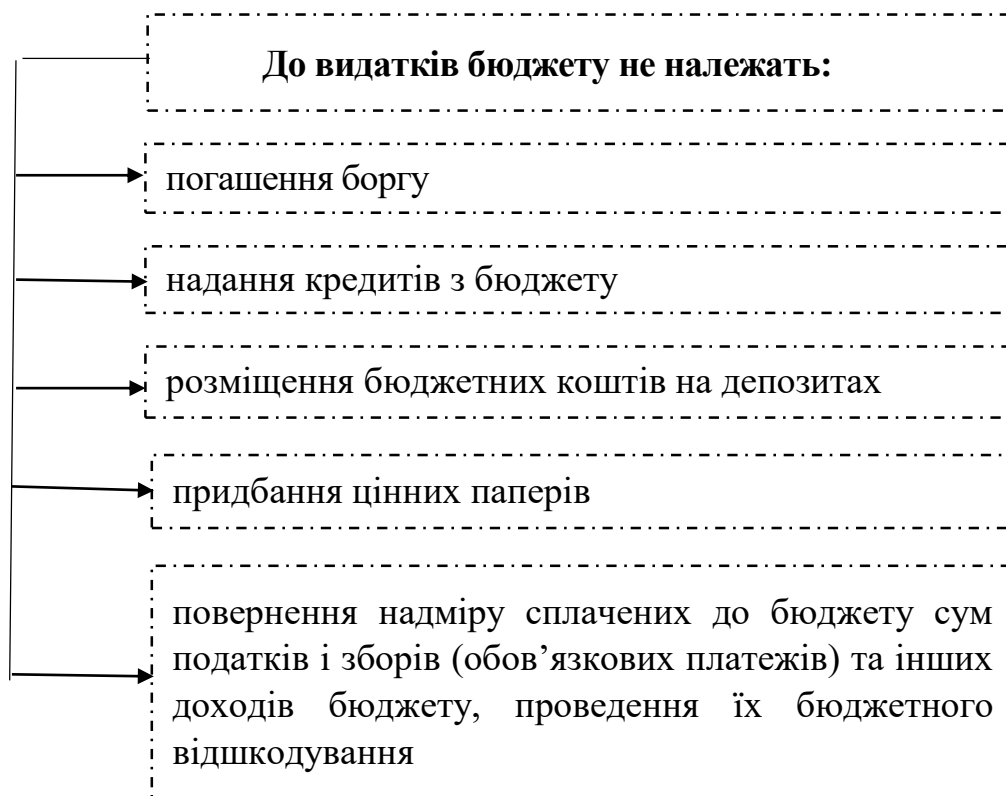 До видатків бюджету не належать:
погашення боргу
надання кредитів з бюджету
розміщення бюджетних коштів на депозитах
придбання цінних паперів
повернення надміру сплачених до бюджету сум
податків і зборів (обов’язкових платежів) та інших
доходів бюджету, проведення їх бюджетного
відшкодування